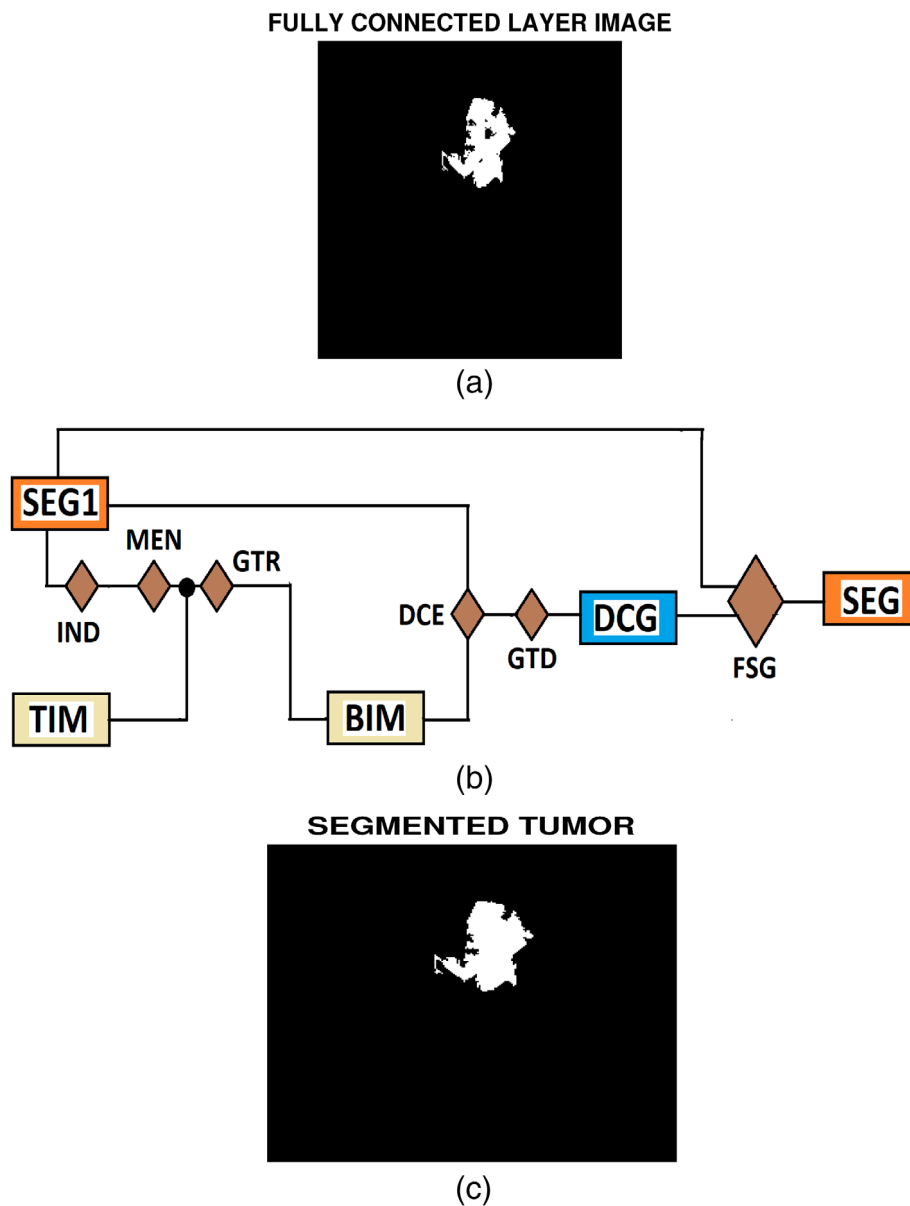 FULLY CONNECTED LAYER IMAGE
(a)
SEG1
MEN
GTR
IND
DCE
GTD
DCG
FSG
SEG
TIM
BIM
(b)
SEGMENTED TUMOR
(c)